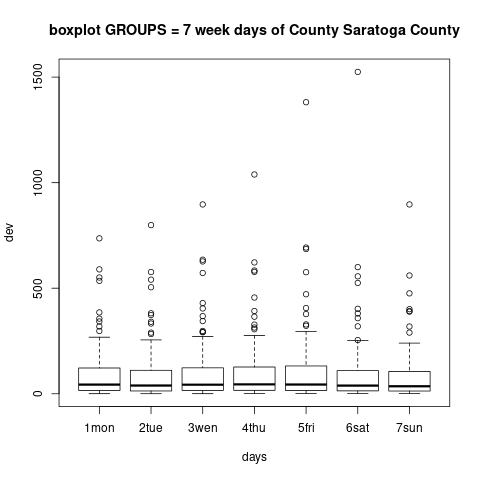 boxplot GROUPS = 7 week days of County Saratoga County
1500
1000
500
0
dev
1mon 2tue 3wen 4thu 5fri 6sat 7sun
days